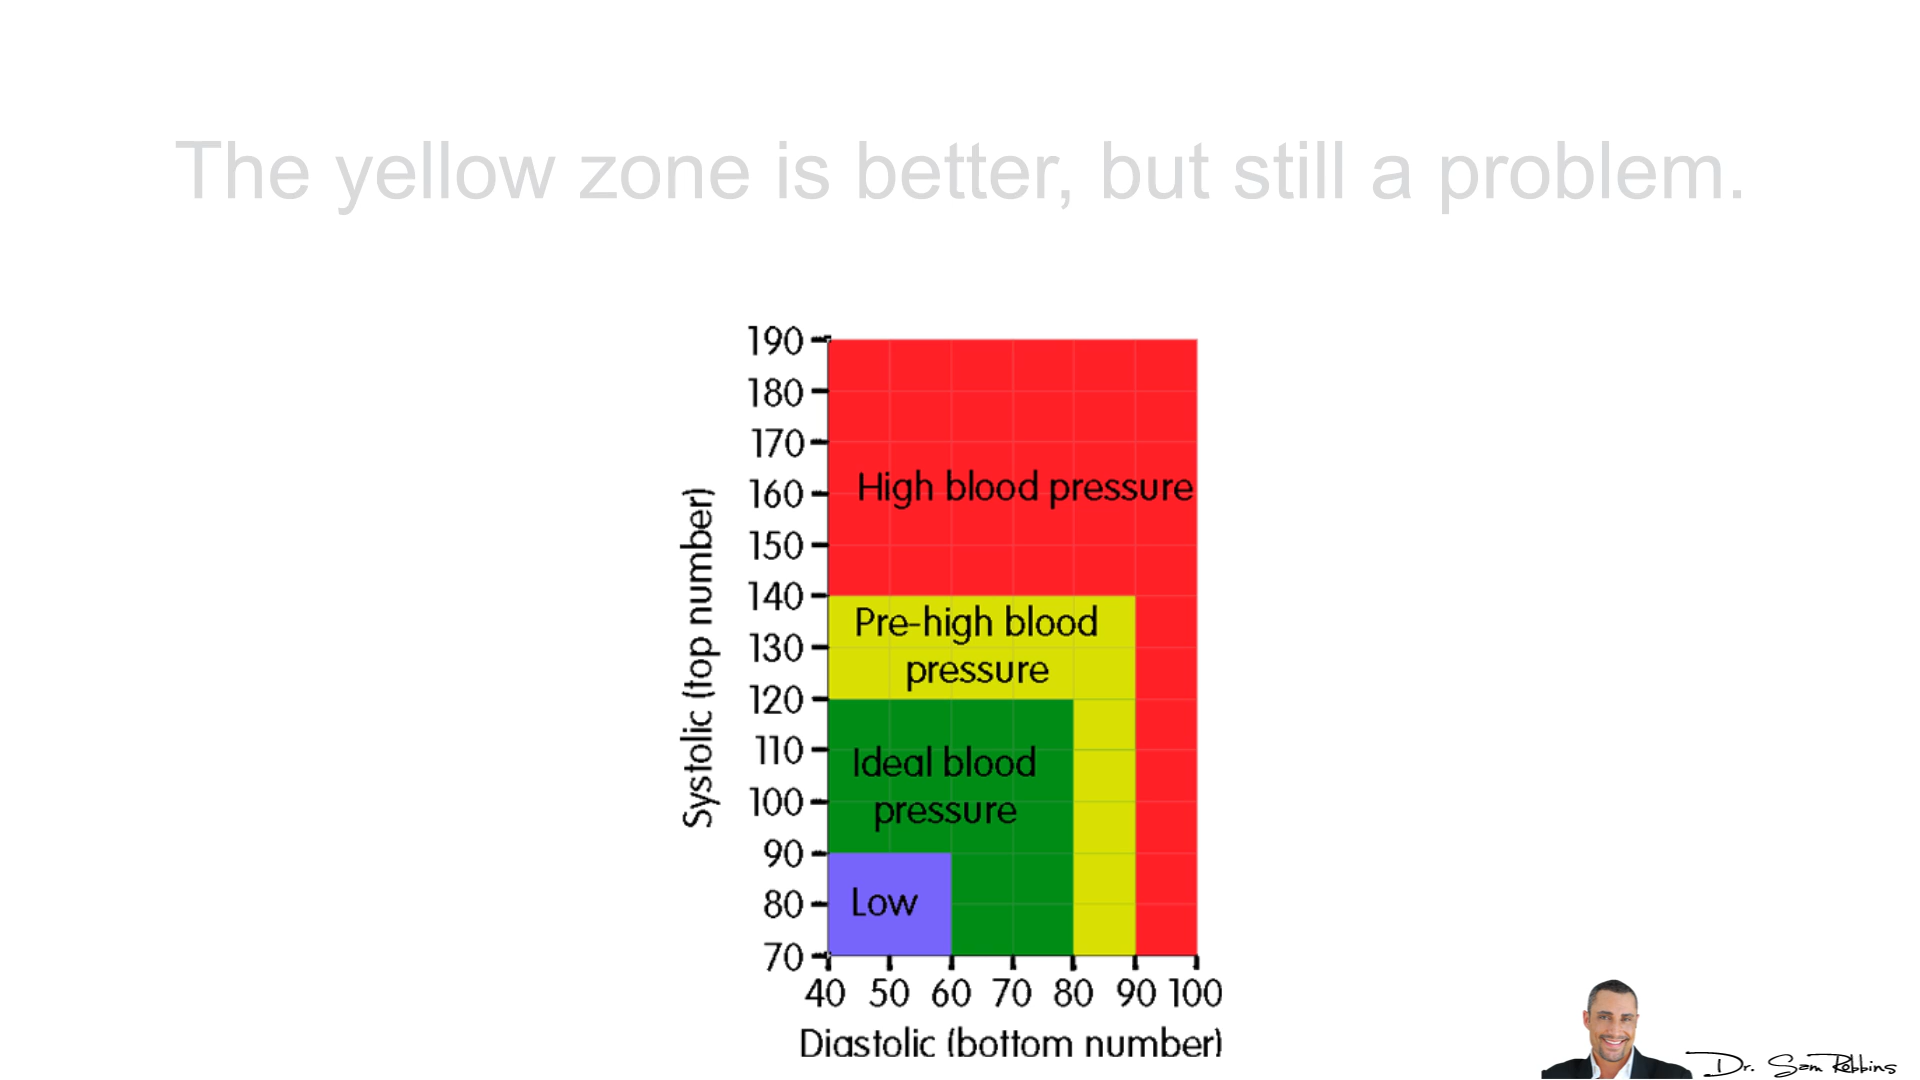 The yellow zone is better, but still a problem.
190
180
170
160
150
140
130
120
110
100
90
80
70
Systolic (top number)
High blood pressure
Pre-high blood
pressure
Ideal blood
pressure
Low
40 50 60 70 80 90 100
Diastolic (bottom number)
Dr. Sam Robbins